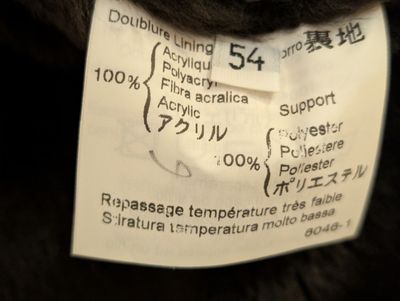 Doublure Lining
54
orro 裏地
100%
Acryliqu
Polyacryl
Fibra acralica
Acrylic
アクリル
Support
100%
Polyester
Poliestere
Poliester
ポリエステル
Repassage température très faible
Stiratura temperatura molto bassa
8046-1